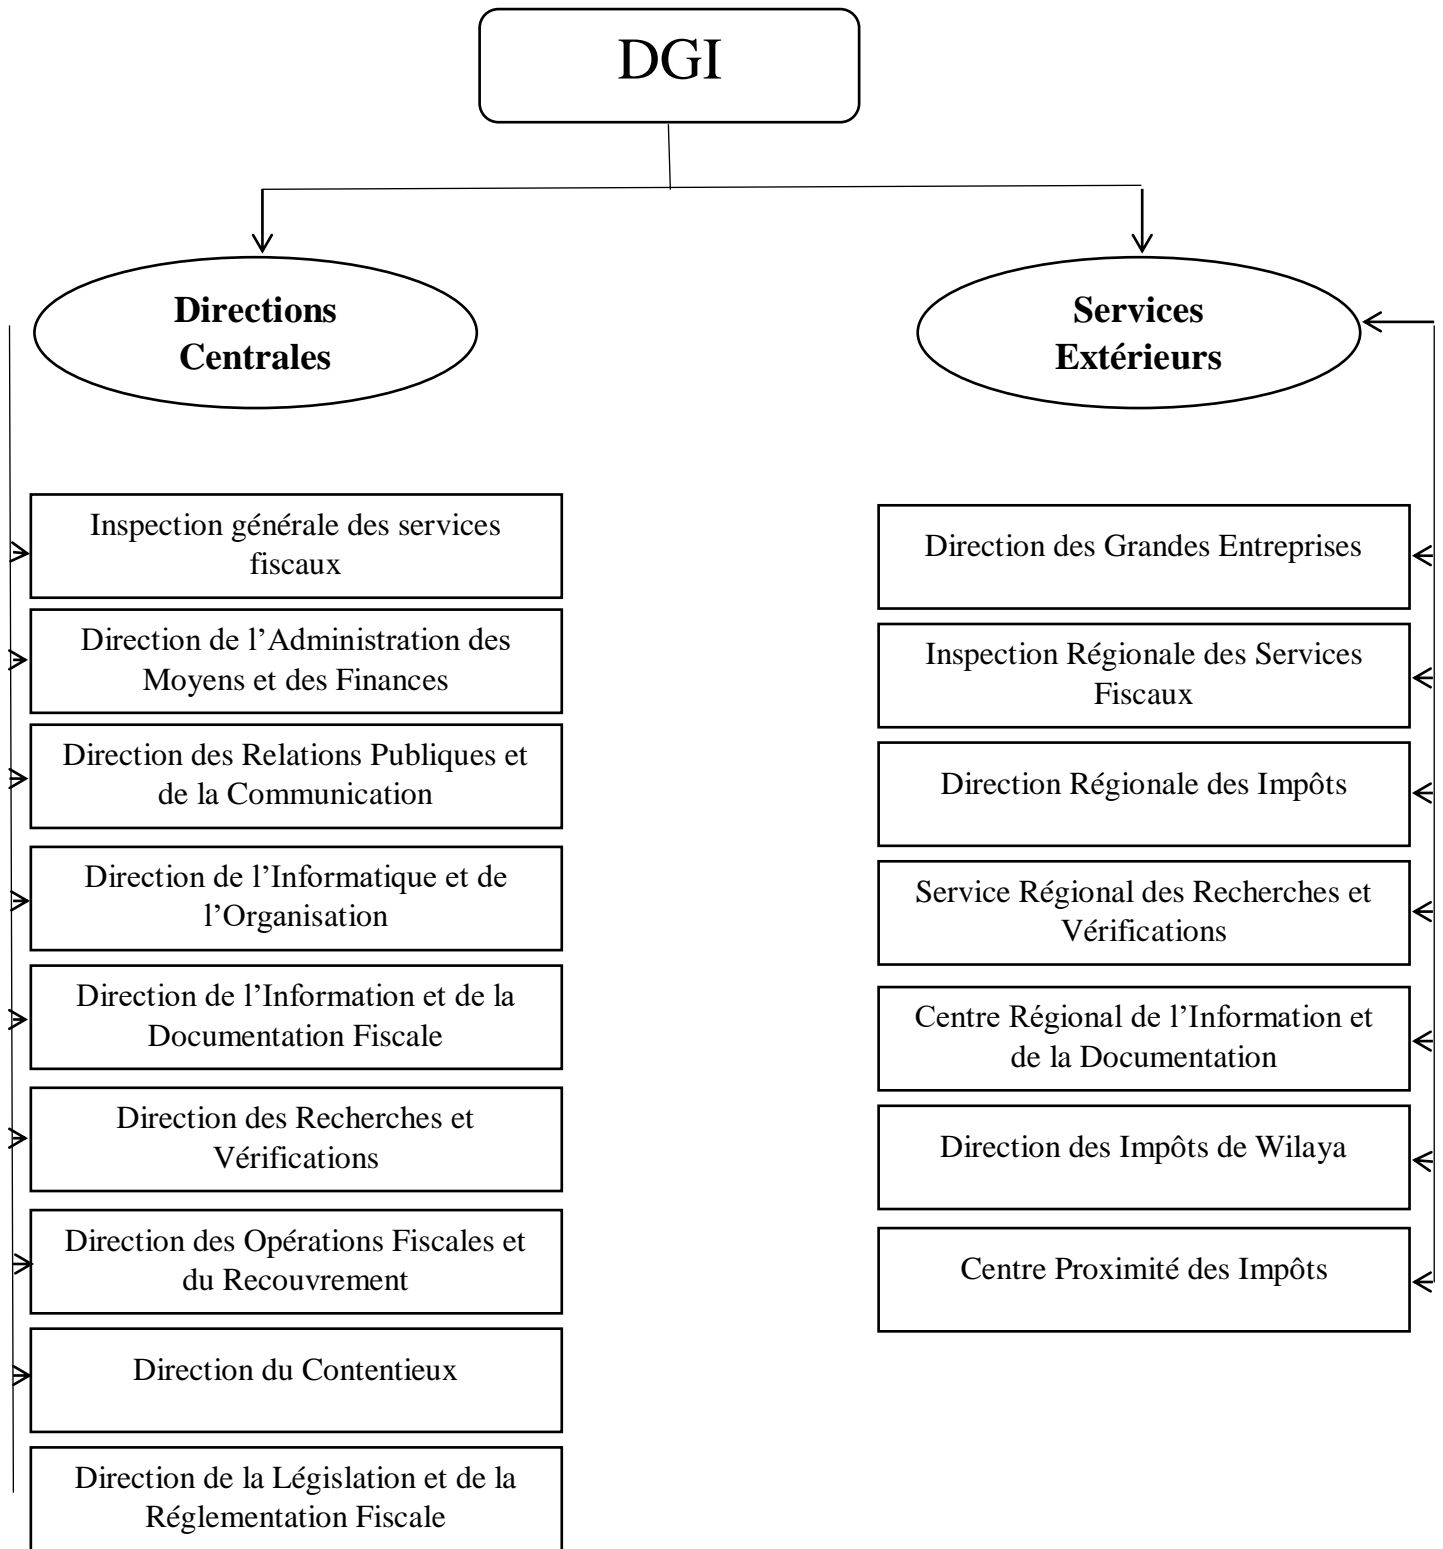 DGI
Directions
Centrales
Services
Extérieurs
Inspection générale des services
fiscaux
Direction de l’Administration des
Moyens et des Finances
Direction des Relations Publiques et
de la Communication
Direction de l’Informatique et de
l’Organisation
Direction de l’Information et de la
Documentation Fiscale
Direction des Recherches et
Vérifications
Direction des Opérations Fiscales et
du Recouvrement
Direction du Contentieux
Direction de la Législation et de la
Réglementation Fiscale
Direction des Grandes Entreprises
Inspection Régionale des Services
Fiscaux
Direction Régionale des Impôts
Service Régional des Recherches et
Vérifications
Centre Régional de l’Information et
de la Documentation
Direction des Impôts de Wilaya
Centre Proximité des Impôts